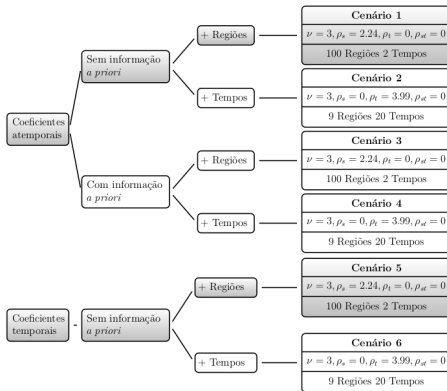 Cenário 1
+ Regiões
ν = 3, ρs = 2.24, ρt = 0, ρst = 0
100 Regiões 2 Tempos
Sem informação
a priori
Cenário 2
+ Tempos
ν = 3, ρs = 0, ρt = 3.99, ρst = 0
9 Regiões 20 Tempos
Coeficientes
atemporais
Cenário 3
+ Regiões
ν = 3, ρs = 2.24, ρt = 0, ρst = 0
100 Regiões 2 Tempos
Com informação
a priori
Cenário 4
+ Tempos
ν = 3, ρs = 0, ρt = 3.99, ρst = 0
9 Regiões 20 Tempos
Cenário 5
+ Regiões
ν = 3, ρs = 2.24, ρt = 0, ρst = 0
100 Regiões 2 Tempos
Coeficientes
temporais
-
Sem informação
a priori
Cenário 6
+ Tempos
ν = 3, ρs = 0, ρt = 3.99, ρst = 0
9 Regiões 20 Tempos